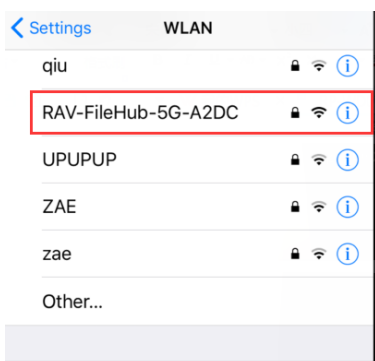 Settings WLAN
qiu
RAV-FileHub-5G-A2DC
UPUPUP
ZAE
zae
Other...